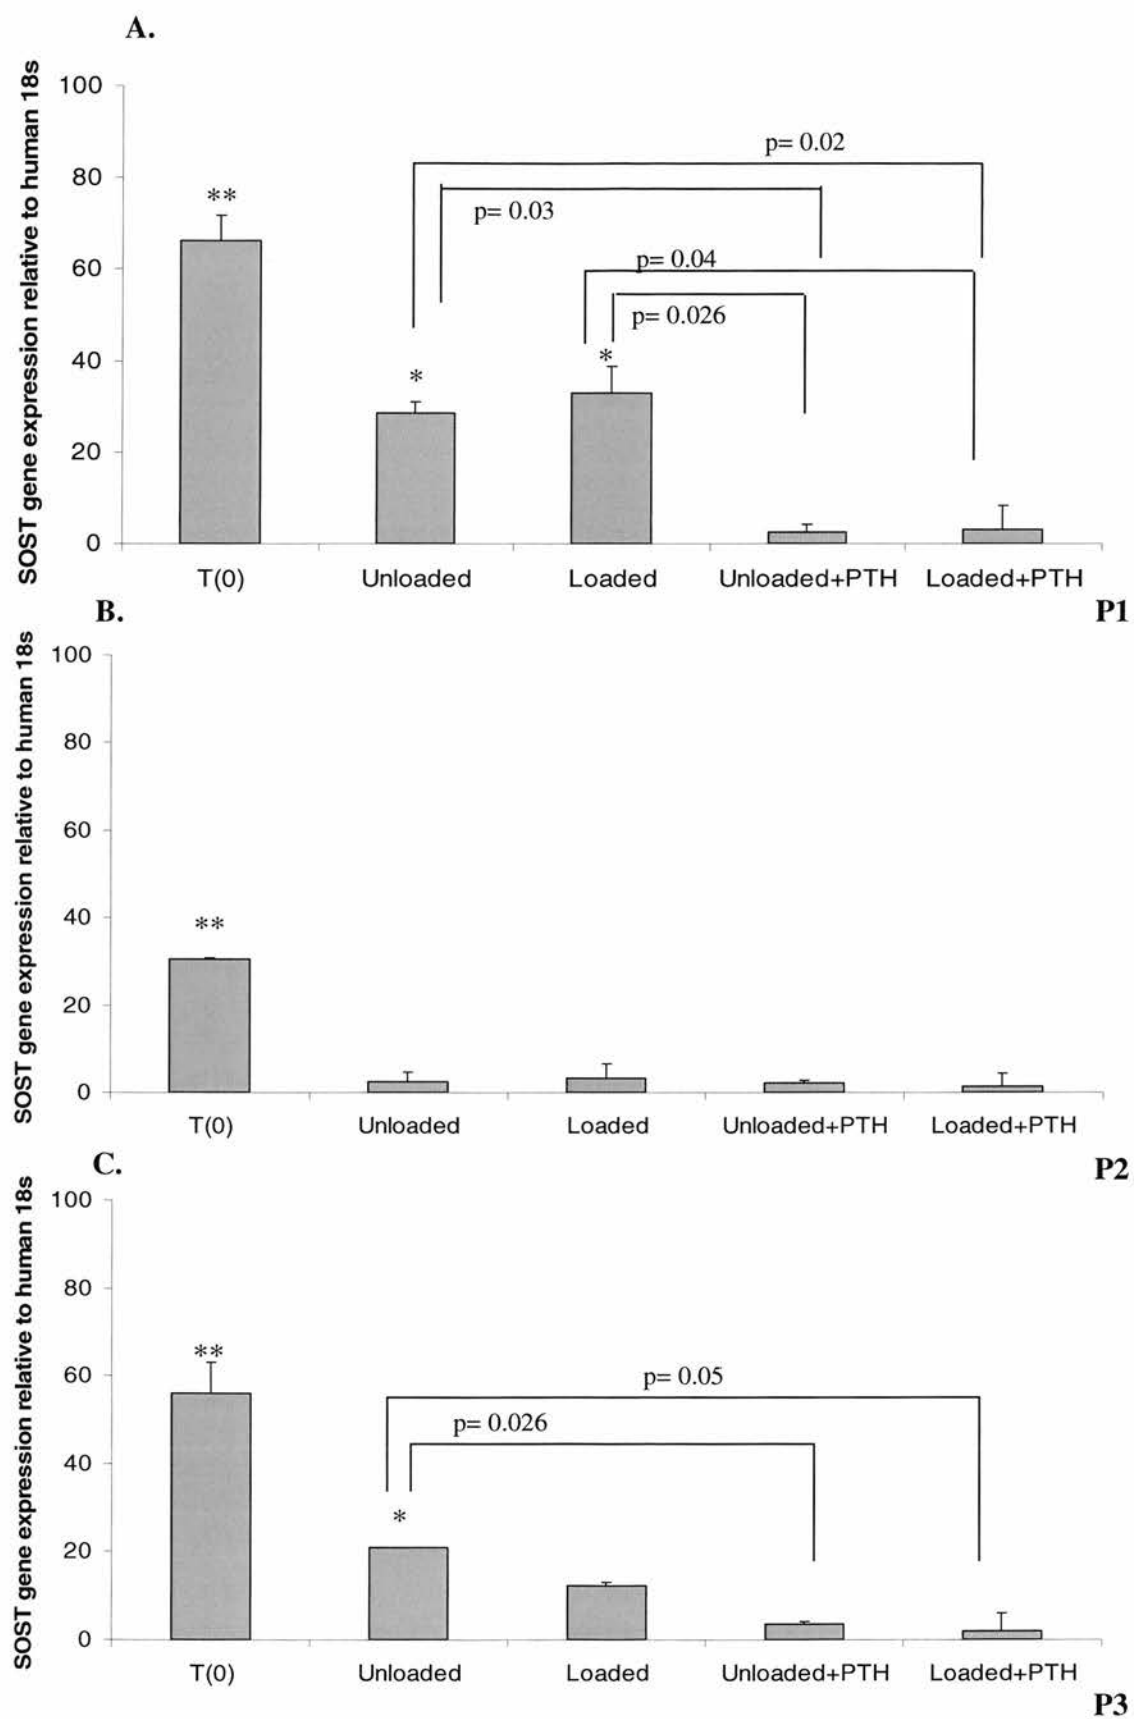 A.
SOST gene expression relative to human 18s
100
80
60
40
20
0
**
*
*
p= 0.02
p= 0.03
p= 0.04
p= 0.026
T(0) Unloaded Loaded Unloaded+PTH Loaded+PTH
P1
B.
SOST gene expression relative to human 18s
100
80
60
40
20
0
**
T(0) Unloaded Loaded Unloaded+PTH Loaded+PTH
P2
C.
SOST gene expression relative to human 18s
100
80
60
40
20
0
**
*
p= 0.05
p= 0.026
T(0) Unloaded Loaded Unloaded+PTH Loaded+PTH
P3